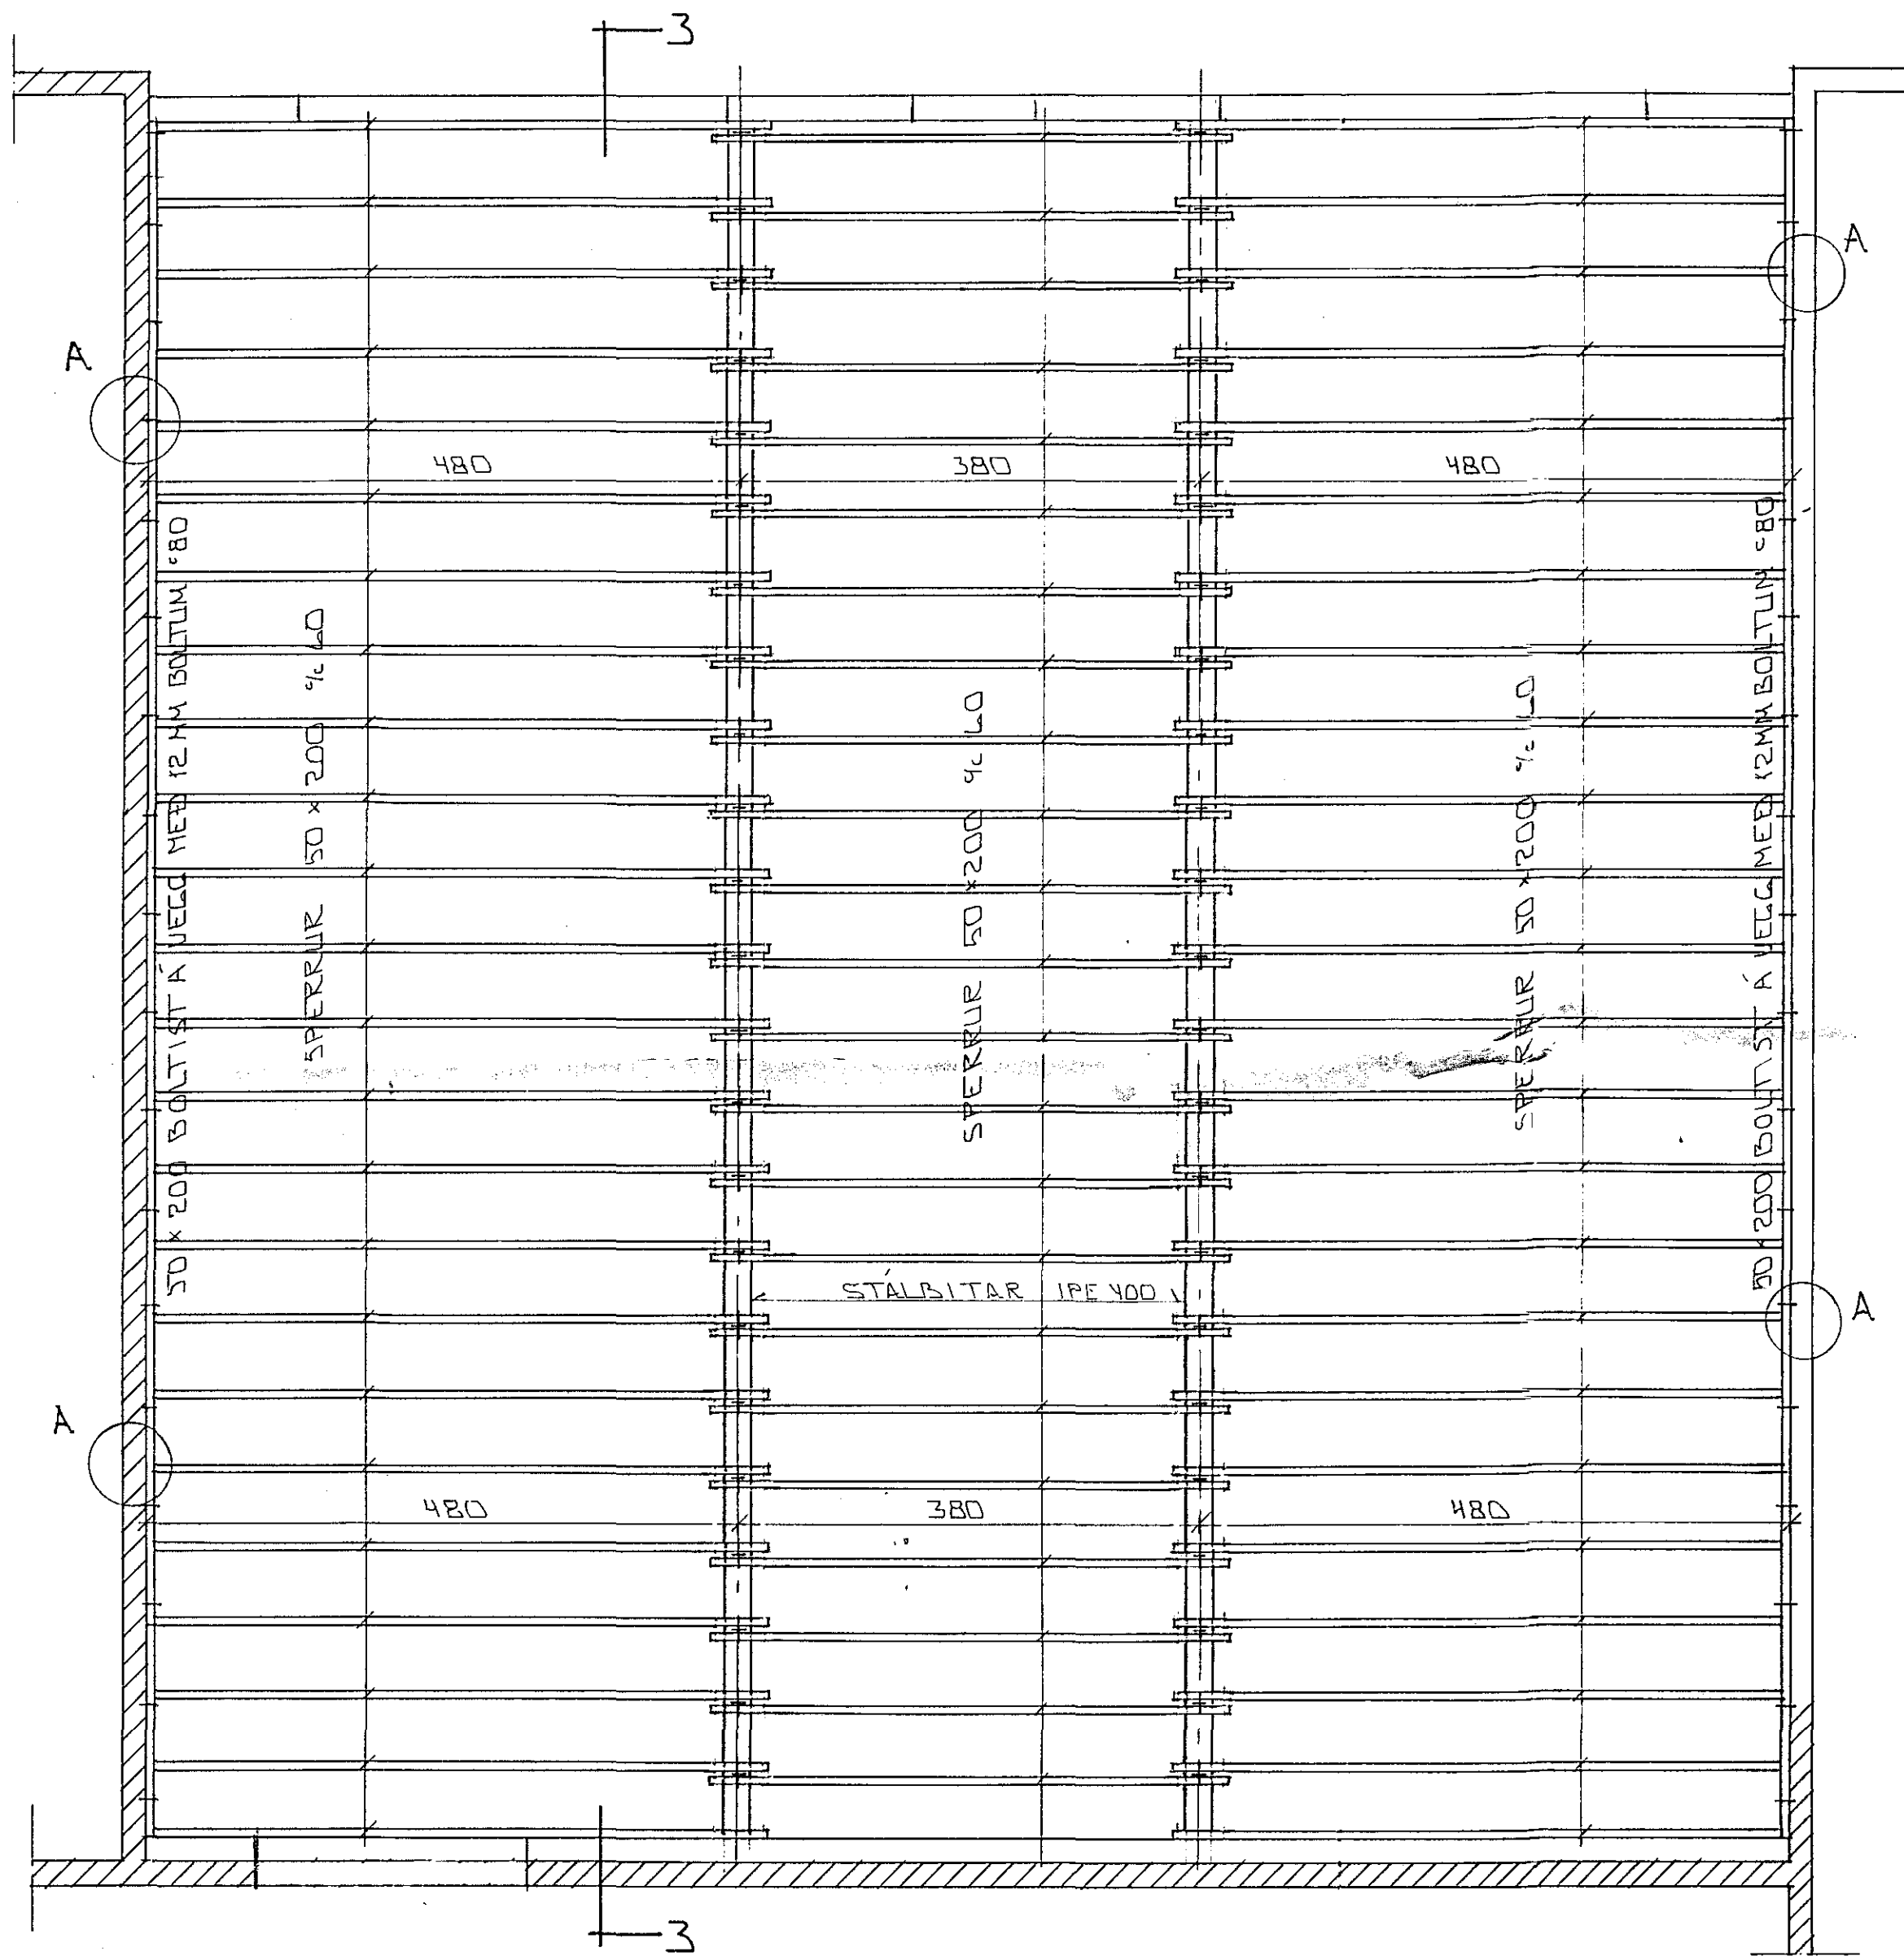 3
A
A
480 380 480
50 x 200 BOLTIST Á VEGG MEÐ 12 MM BOLTUM c 80
SPERRUR 50 x 200 c/c 60
SPERRUR 50 x 200 c/c 60
SPERRUR 50 x 200 c/c 60
50 x 200 BOLTIST Á VEGG MEÐ 12 MM BOLTUM c 80
STÁLBITAR IPE 400
A
A
480 380 480
3